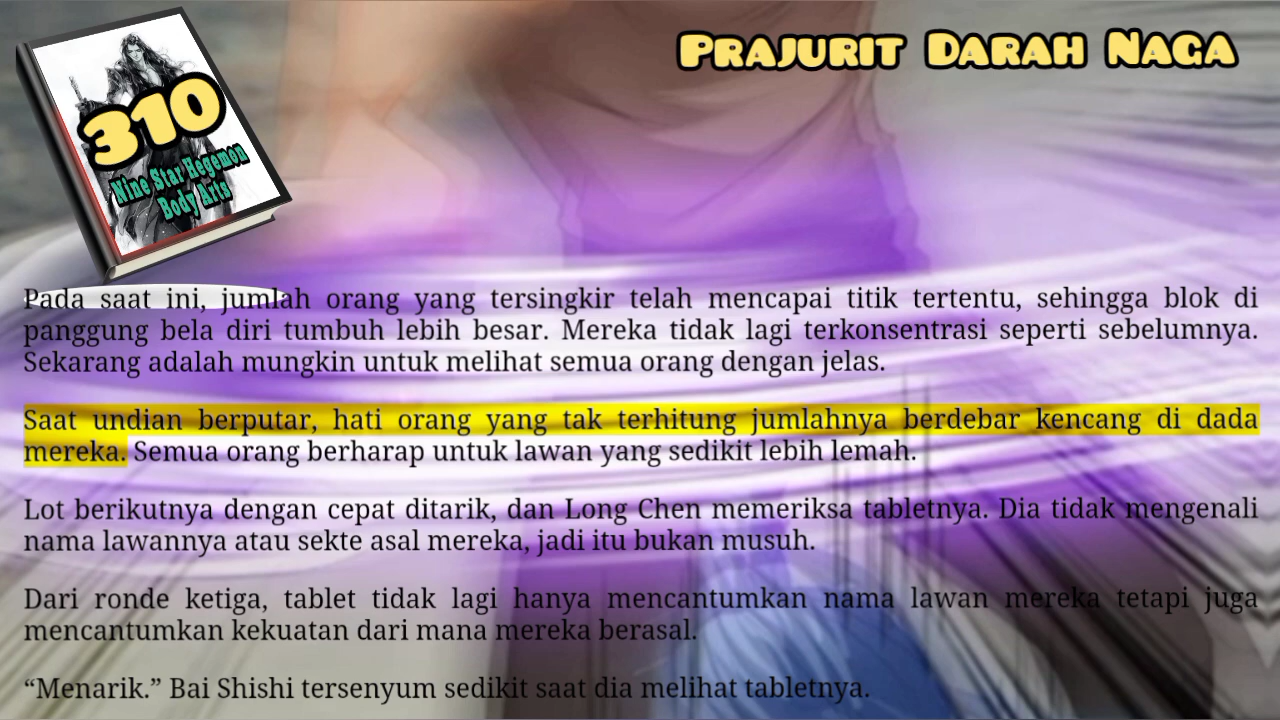 PRAJURIT DARAH NAGA
310
Nine Star Hegemon
Body Arts
Pada saat ini, jumlah orang yang tersingkir telah mencapai titik tertentu, sehingga blok di
panggung bela diri tumbuh lebih besar. Mereka tidak lagi terkonsentrasi seperti sebelumnya.
Sekarang adalah mungkin untuk melihat semua orang dengan jelas.
Saat undian berputar, hati orang yang tak terhitung jumlahnya berdebar kencang di dada
mereka. Semua orang berharap untuk lawan yang sedikit lebih lemah.
Lot berikutnya dengan cepat ditarik, dan Long Chen memeriksa tabletnya. Dia tidak mengenali
nama lawannya atau sekte asal mereka, jadi itu bukan musuh.
Dari ronde ketiga, tablet tidak lagi hanya mencantumkan nama lawan mereka tetapi juga
mencantumkan kekuatan dari mana mereka berasal.
“Menarik.” Bai Shishi tersenyum sedikit saat dia melihat tabletnya.